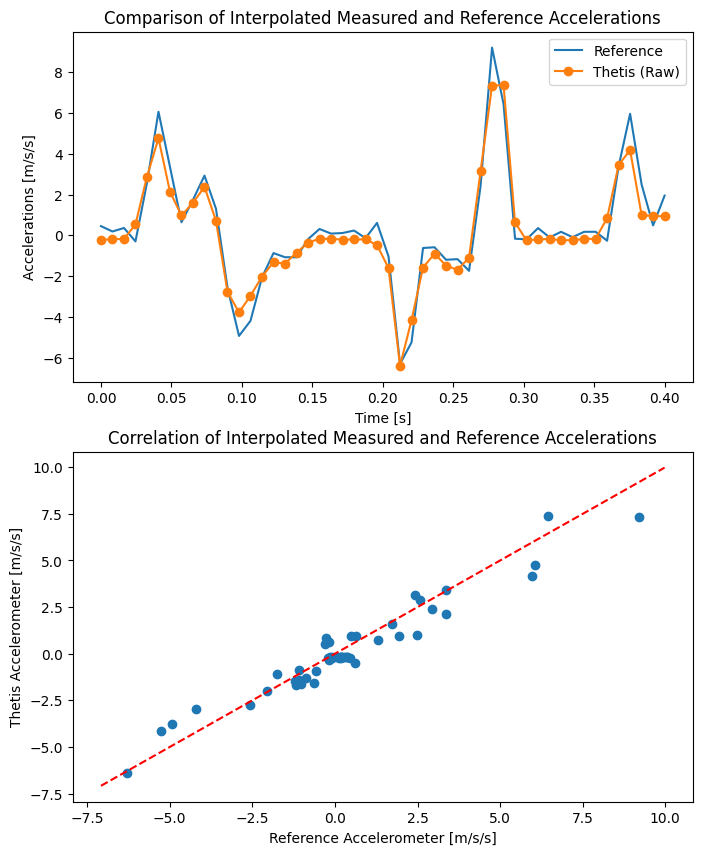 Comparison of Interpolated Measured and Reference Accelerations
Reference
Thetis (Raw)
Accelerations [m/s/s]
8
6
4
2
0
−2
−4
−6
0.00 0.05 0.10 0.15 0.20 0.25 0.30 0.35 0.40
Time [s]
Correlation of Interpolated Measured and Reference Accelerations
Thetis Accelerometer [m/s/s]
10.0
7.5
5.0
2.5
0.0
−2.5
−5.0
−7.5
−7.5 −5.0 −2.5 0.0 2.5 5.0 7.5 10.0
Reference Accelerometer [m/s/s]